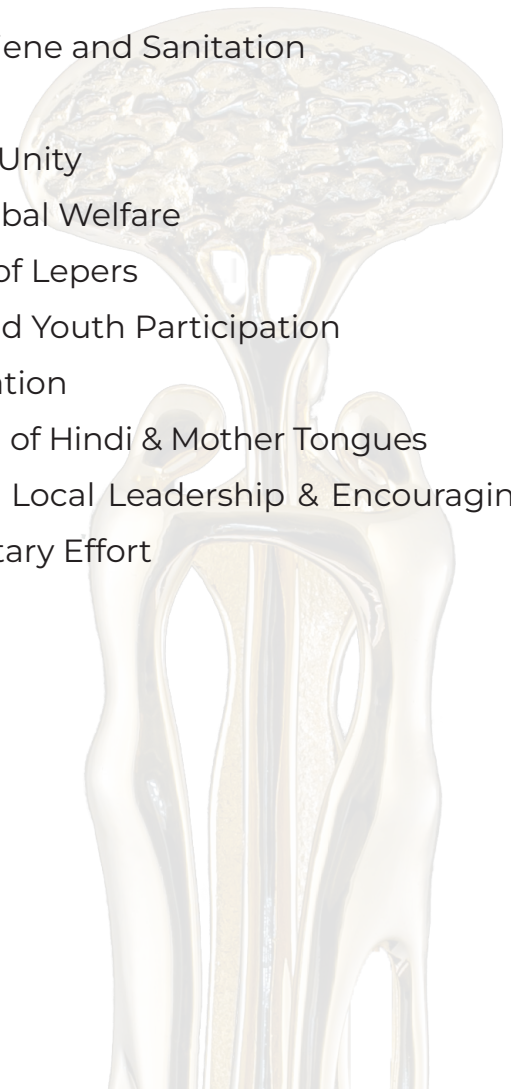 iene and Sanitation
Unity
bal Welfare
of Lepers
d Youth Participation
ation
of Hindi & Mother Tongues
Local Leadership & Encouragin
tary Effort